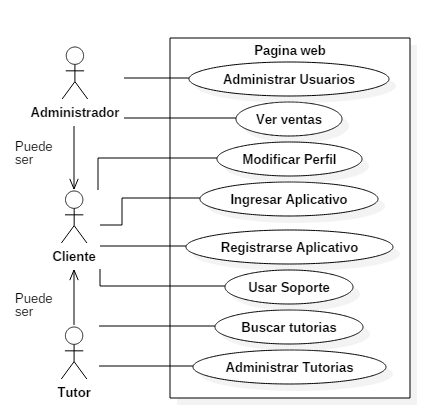 Pagina web
Administrar Usuarios
Administrador
Ver ventas
Puede
ser
Modificar Perfil
Ingresar Aplicativo
Cliente
Registrarse Aplicativo
Usar Soporte
Puede
ser
Buscar tutorias
Administrar Tutorias
Tutor